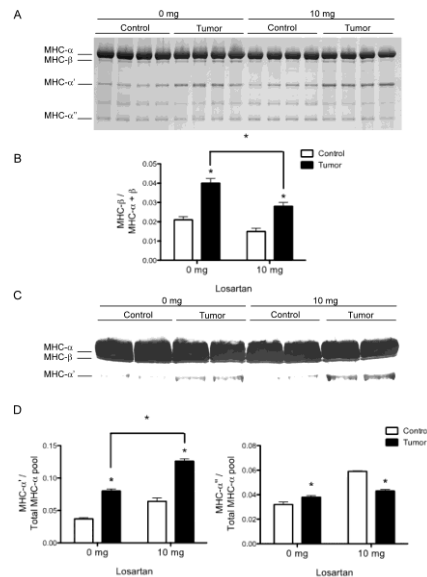 A
0 mg 10 mg
Control Tumor Control Tumor
MHC-α
MHC-β
MHC-α'
MHC-α''
*
B
Control
Tumor
MHC-β /
MHC-α + β
0.05
0.04
0.03
0.02
0.01
0.00
* *
0 mg 10 mg
Losartan
C
0 mg 10 mg
Control Tumor Control Tumor
MHC-α
MHC-β
MHC-α'
D
Control
Tumor
MHC-α' /
Total MHC-α pool
0.15
0.10
0.05
0.00
*
* *
0 mg 10 mg
Losartan
MHC-α'' /
Total MHC-α pool
0.08
0.06
0.04
0.02
0.00
* *
0 mg 10 mg
Losartan